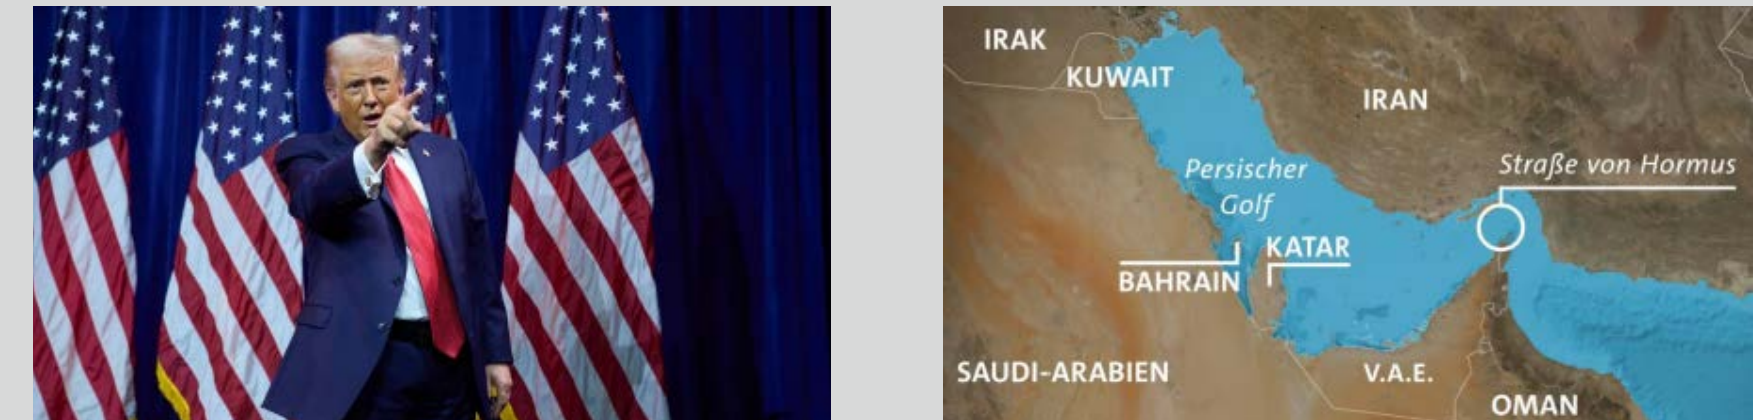 IRAK
KUWAIT
IRAN
Persischer
Golf
Straße von Hormus
KATAR
BAHRAIN
SAUDI-ARABIEN
V.A.E.
OMAN